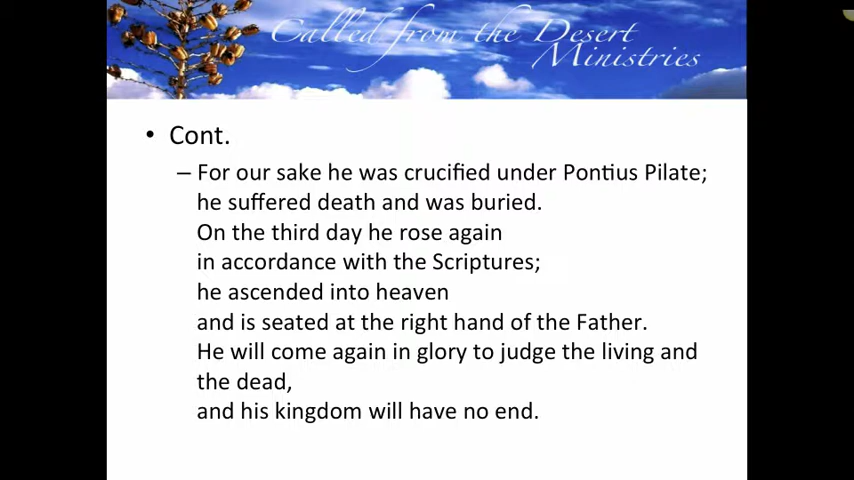 Called from the Desert
Ministries
• Cont.
– For our sake he was crucified under Pontius Pilate;
he suffered death and was buried.
On the third day he rose again
in accordance with the Scriptures;
he ascended into heaven
and is seated at the right hand of the Father.
He will come again in glory to judge the living and
the dead,
and his kingdom will have no end.